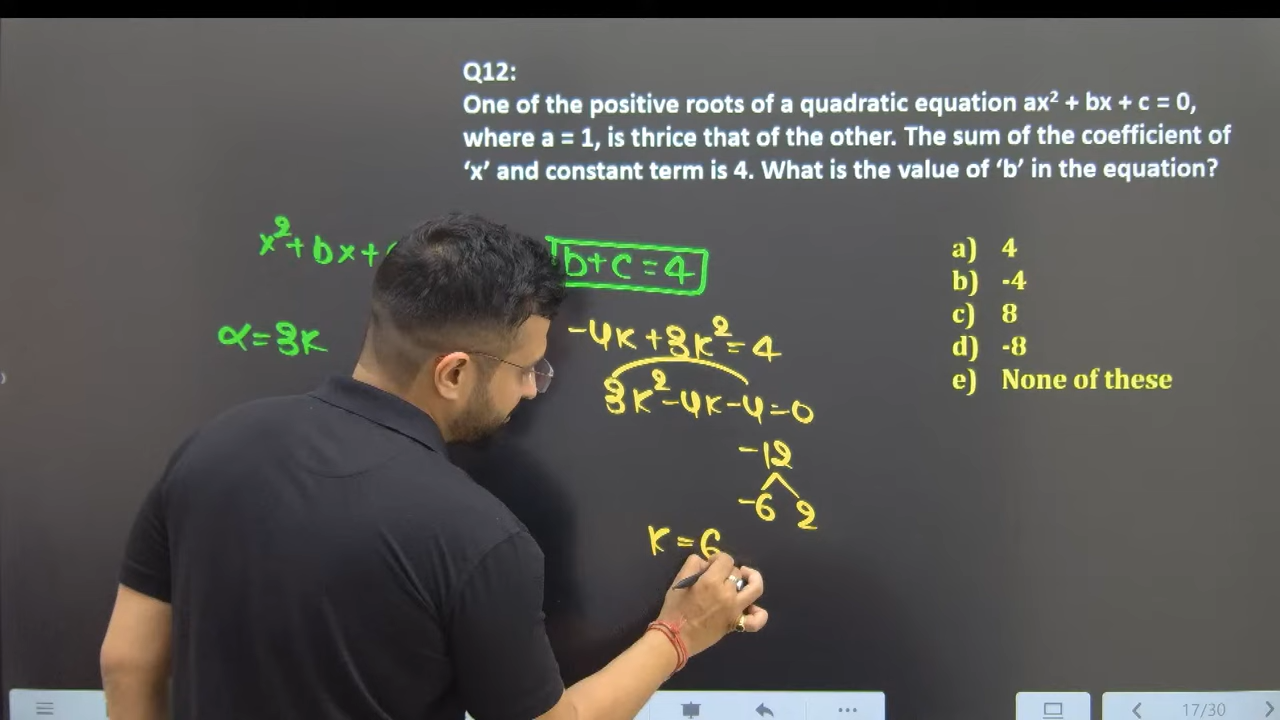 Q12:
One of the positive roots of a quadratic equation ax² + bx + c = 0,
where a = 1, is thrice that of the other. The sum of the coefficient of
‘x’ and constant term is 4. What is the value of ‘b’ in the equation?
x² + bx +
b+c = 4
α = 3k
-4k + 3k² = 4
3k² - 4k - 4 = 0
-12
-6 2
k = 6
a) 4
b) -4
c) 8
d) -8
e) None of these
17/30